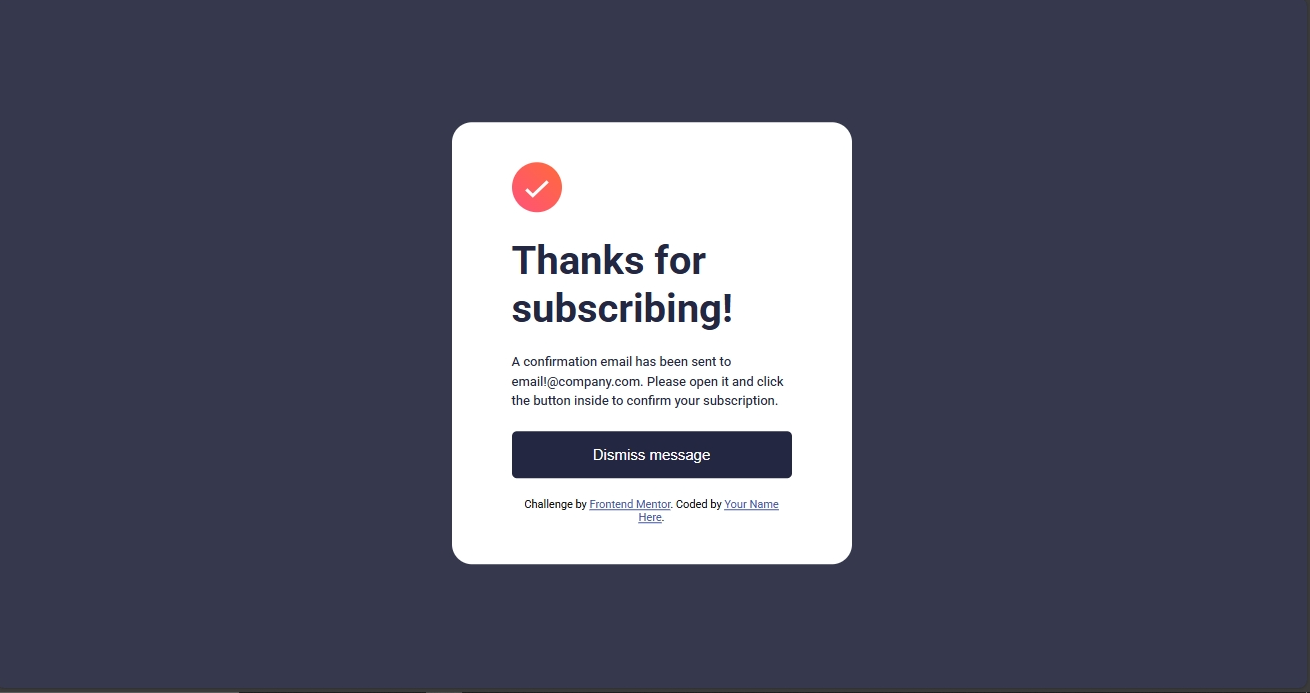 Thanks for
subscribing!
A confirmation email has been sent to
email!@company.com. Please open it and click
the button inside to confirm your subscription.
Dismiss message
Challenge by Frontend Mentor. Coded by Your Name
Here.